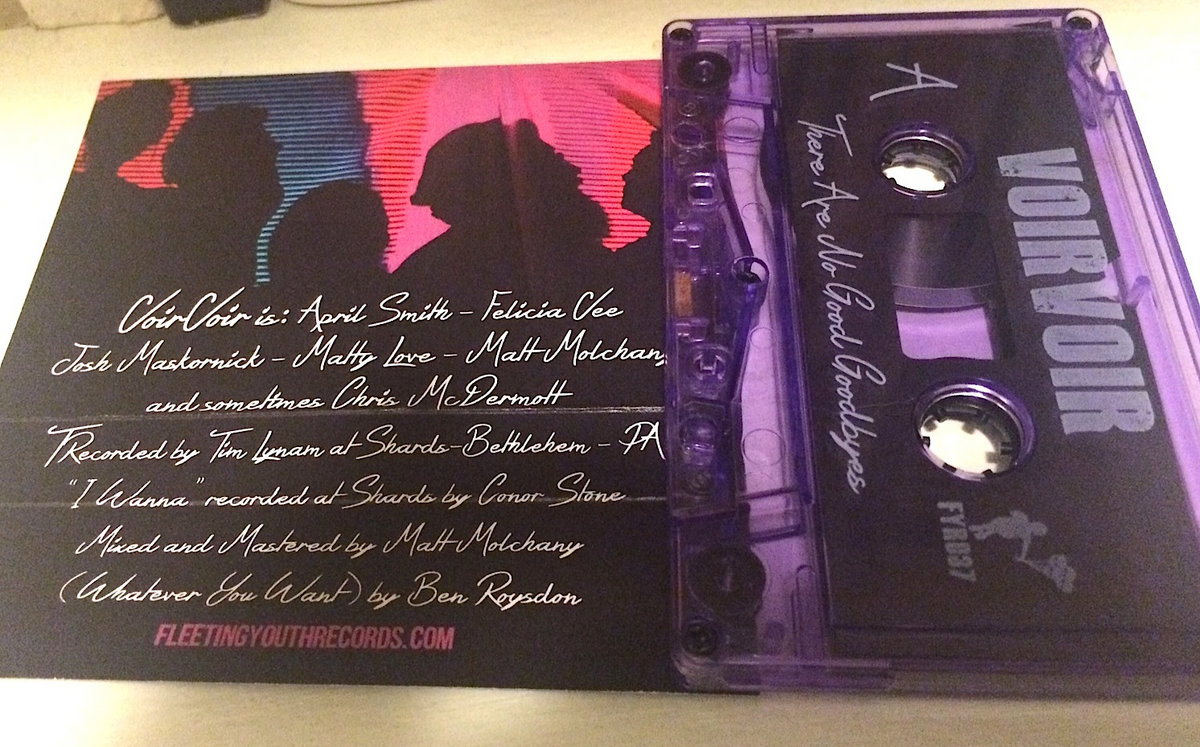 VoirVoir is: April Smith - Felicia Vee
Josh Maskornick - Matty Love - Matt Molchany
and sometimes Chris McDermott
Recorded by Tim Lynam at Shards-Bethlehem - PA
"I Wanna" recorded at Shards by Conor Stone
Mixed and Mastered by Matt Molchany
(Whatever You Want) by Ben Roysdon
FLEETINGYOUTHRECORDS.COM
A
There Are No Good Goodbyes
VOIRVOIR
FYR037